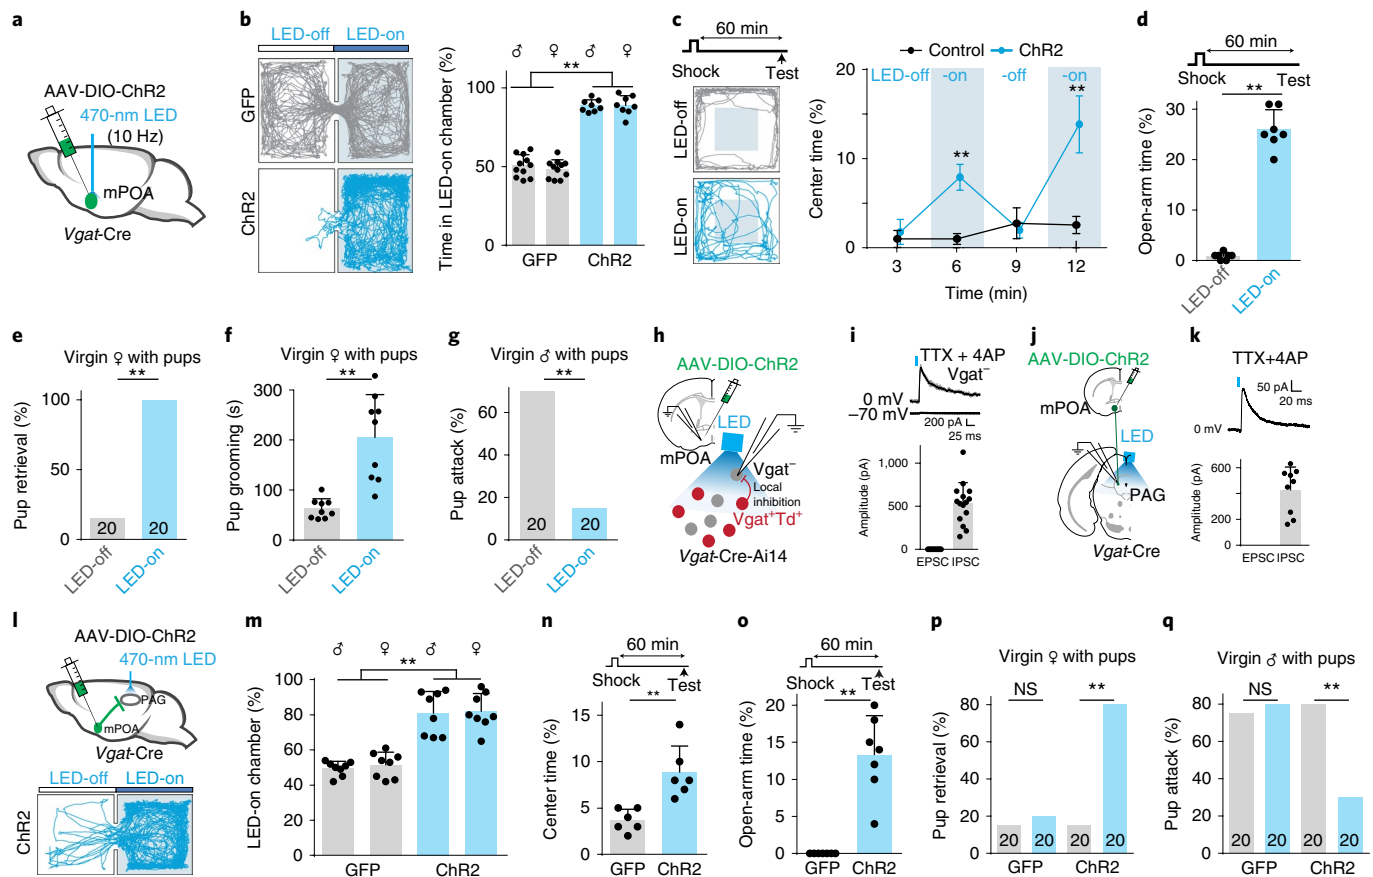 a
AAV-DIO-ChR2
470-nm LED
(10 Hz)
mPOA
Vgat-Cre
b
LED-off LED-on
GFP
ChR2
Time in LED-on chamber (%)
♂ ♀ ♂ ♀
**
100
50
0
GFP ChR2
c
60 min
Shock Test
LED-off
LED-on
Control ChR2
LED-off -on -off -on
**
**
Center time (%)
20
10
0
3 6 9 12
Time (min)
d
60 min
Shock Test
**
Open-arm time (%)
30
20
10
0
LED-off LED-on
e
Virgin ♀ with pups
**
Pup retrieval (%)
100
50
0
20 20
LED-off LED-on
f
Virgin ♀ with pups
**
Pup grooming (s)
300
200
100
0
LED-off LED-on
g
Virgin ♂ with pups
**
Pup attack (%)
60
40
20
0
20 20
LED-off LED-on
h
AAV-DIO-ChR2
LED
mPOA
Vgat−
Local
inhibition
Vgat+Td+
Vgat-Cre-Ai14
i
TTX + 4AP
Vgat−
0 mV
−70 mV
200 pA
25 ms
Amplitude (pA)
1,000
500
0
EPSC IPSC
j
AAV-DIO-ChR2
mPOA
LED
PAG
Vgat-Cre
k
TTX+4AP
50 pA
20 ms
0 mV
Amplitude (pA)
600
400
200
0
EPSC IPSC
l
AAV-DIO-ChR2
470-nm LED
PAG
mPOA
Vgat-Cre
LED-off LED-on
ChR2
m
♂ ♀ ♂ ♀
**
LED-on chamber (%)
100
80
60
40
20
0
GFP ChR2
n
60 min
Shock Test
**
Center time (%)
15
10
5
0
GFP ChR2
o
60 min
Shock Test
**
Open-arm time (%)
20
15
10
5
0
GFP ChR2
p
Virgin ♀ with pups
NS **
Pup retrieval (%)
80
60
40
20
0
20 20 20 20
GFP ChR2
q
Virgin ♂ with pups
NS **
Pup attack (%)
80
60
40
20
0
20 20 20 20
GFP ChR2